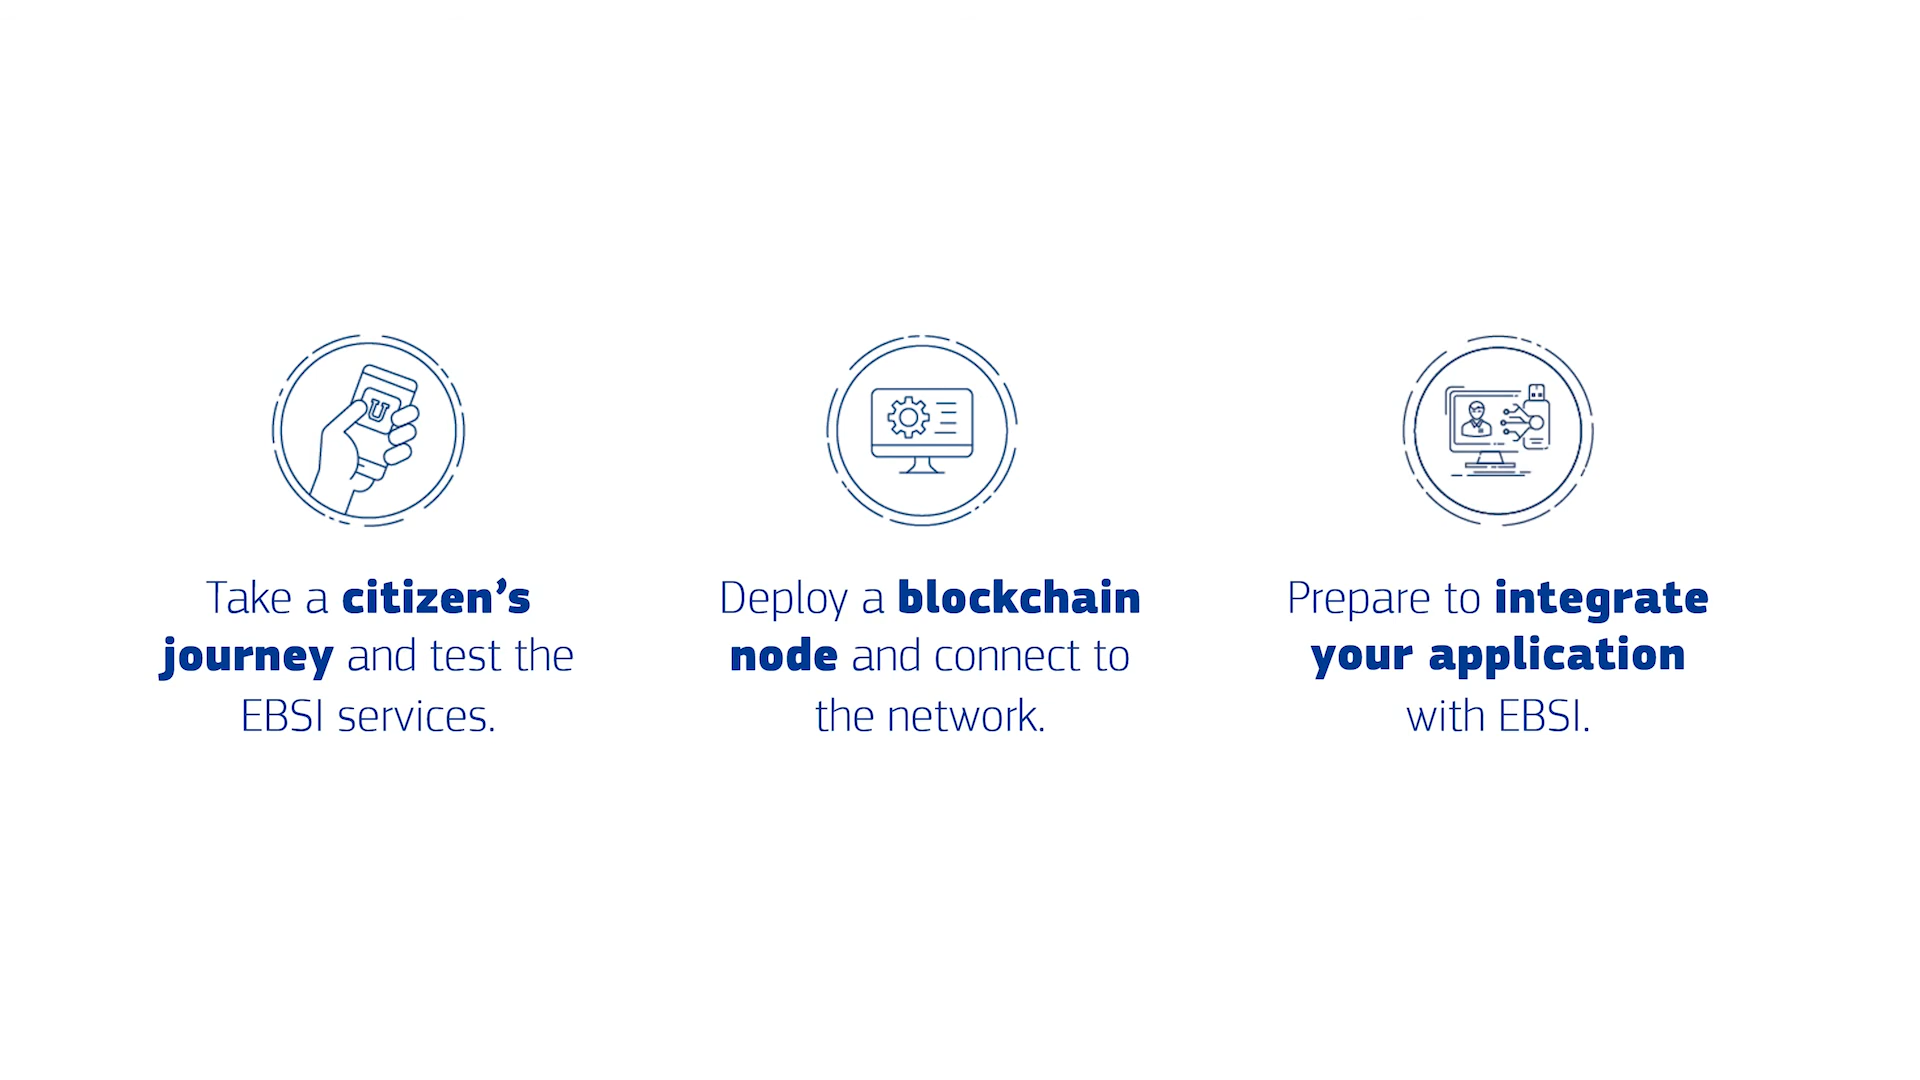 U
Take a citizen's
journey and test the
EBSI services.
Deploy a blockchain
node and connect to
the network.
Prepare to integrate
your application
with EBSI.